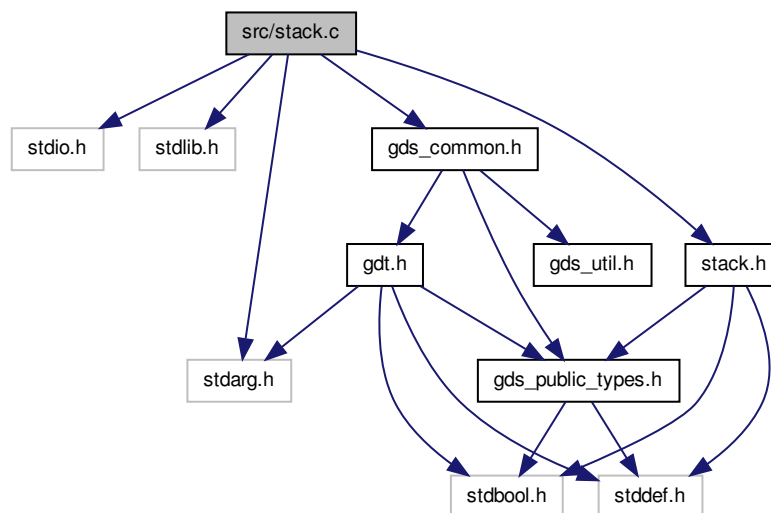 src/stack.c
stdio.h
stdlib.h
gds_common.h
gdt.h
gds_util.h
stack.h
stdarg.h
gds_public_types.h
stdbool.h
stddef.h